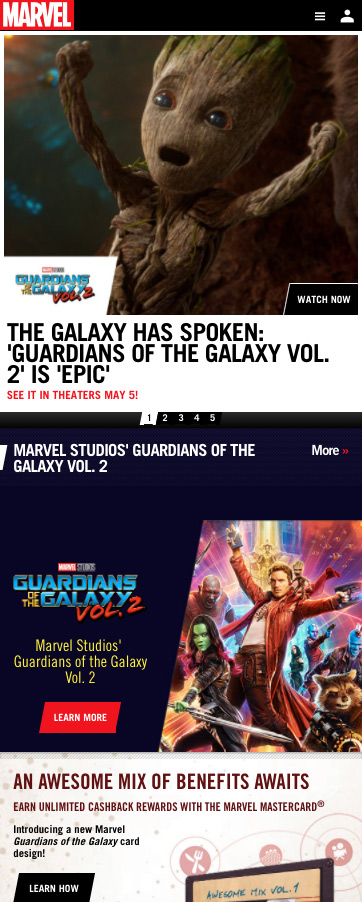 MARVEL
MARVEL STUDIOS
GUARDIANS
OF THE GALAXY
VOL. 2
WATCH NOW
THE GALAXY HAS SPOKEN:
'GUARDIANS OF THE GALAXY VOL.
2' IS 'EPIC'
SEE IT IN THEATERS MAY 5!
1 2 3 4 5
MARVEL STUDIOS' GUARDIANS OF THE
GALAXY VOL. 2
More »
MARVEL STUDIOS
GUARDIANS
OF THE GALAXY
VOL. 2
Marvel Studios'
Guardians of the Galaxy
Vol. 2
LEARN MORE
AN AWESOME MIX OF BENEFITS AWAITS
EARN UNLIMITED CASHBACK REWARDS WITH THE MARVEL MASTERCARD®
Introducing a new Marvel
Guardians of the Galaxy card
design!
LEARN HOW
AWESOME MIX VOL. 1